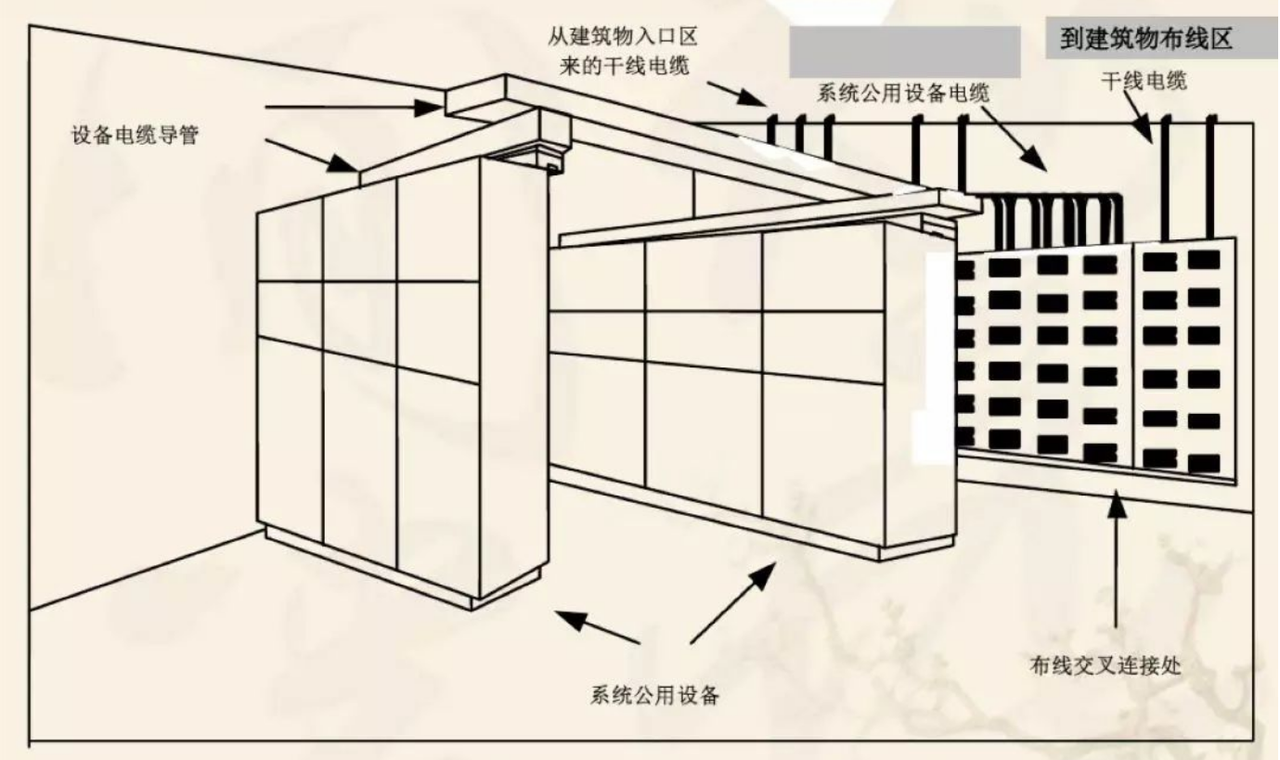 从建筑物入口区
来的干线电缆
到建筑物布线区
系统公用设备电缆
干线电缆
设备电缆导管
布线交叉连接处
系统公用设备